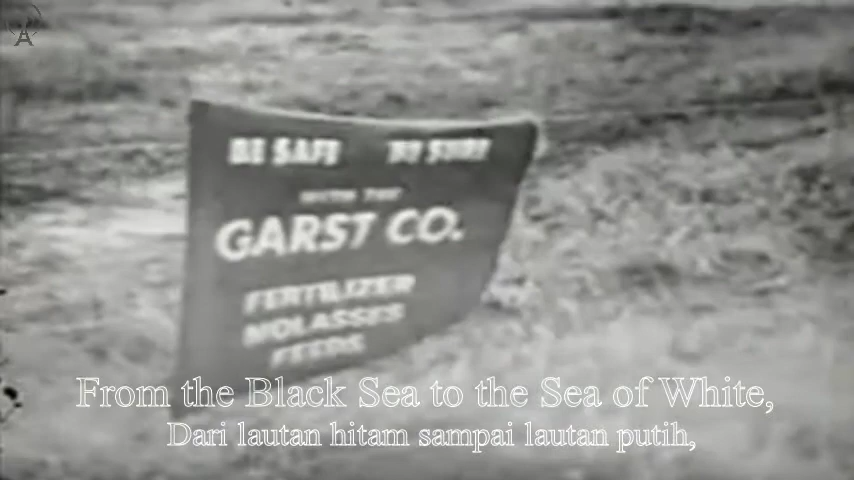 BE SAFE BE SURE
WITH THE
GARST CO.
FERTILIZER
MOLASSES
FEEDS
From the Black Sea to the Sea of White,
Dari lautan hitam sampai lautan putih,